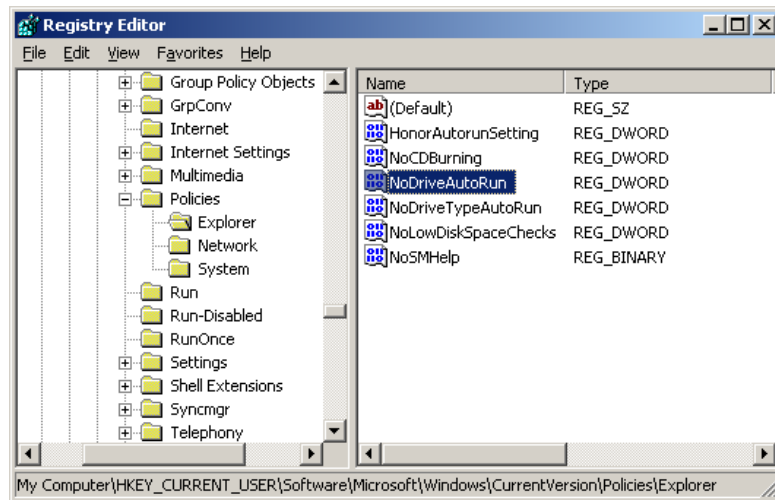 Registry Editor
File Edit View Favorites Help
Group Policy Objects
GrpConv
Internet
Internet Settings
Multimedia
Policies
Explorer
Network
System
Run
Run-Disabled
RunOnce
Settings
Shell Extensions
Syncmgr
Telephony
Name Type
ab (Default) REG_SZ
HonorAutorunSetting REG_DWORD
NoCDBurning REG_DWORD
NoDriveAutoRun REG_DWORD
NoDriveTypeAutoRun REG_DWORD
NoLowDiskSpaceChecks REG_DWORD
NoSMHelp REG_BINARY
My Computer\HKEY_CURRENT_USER\Software\Microsoft\Windows\CurrentVersion\Policies\Explorer